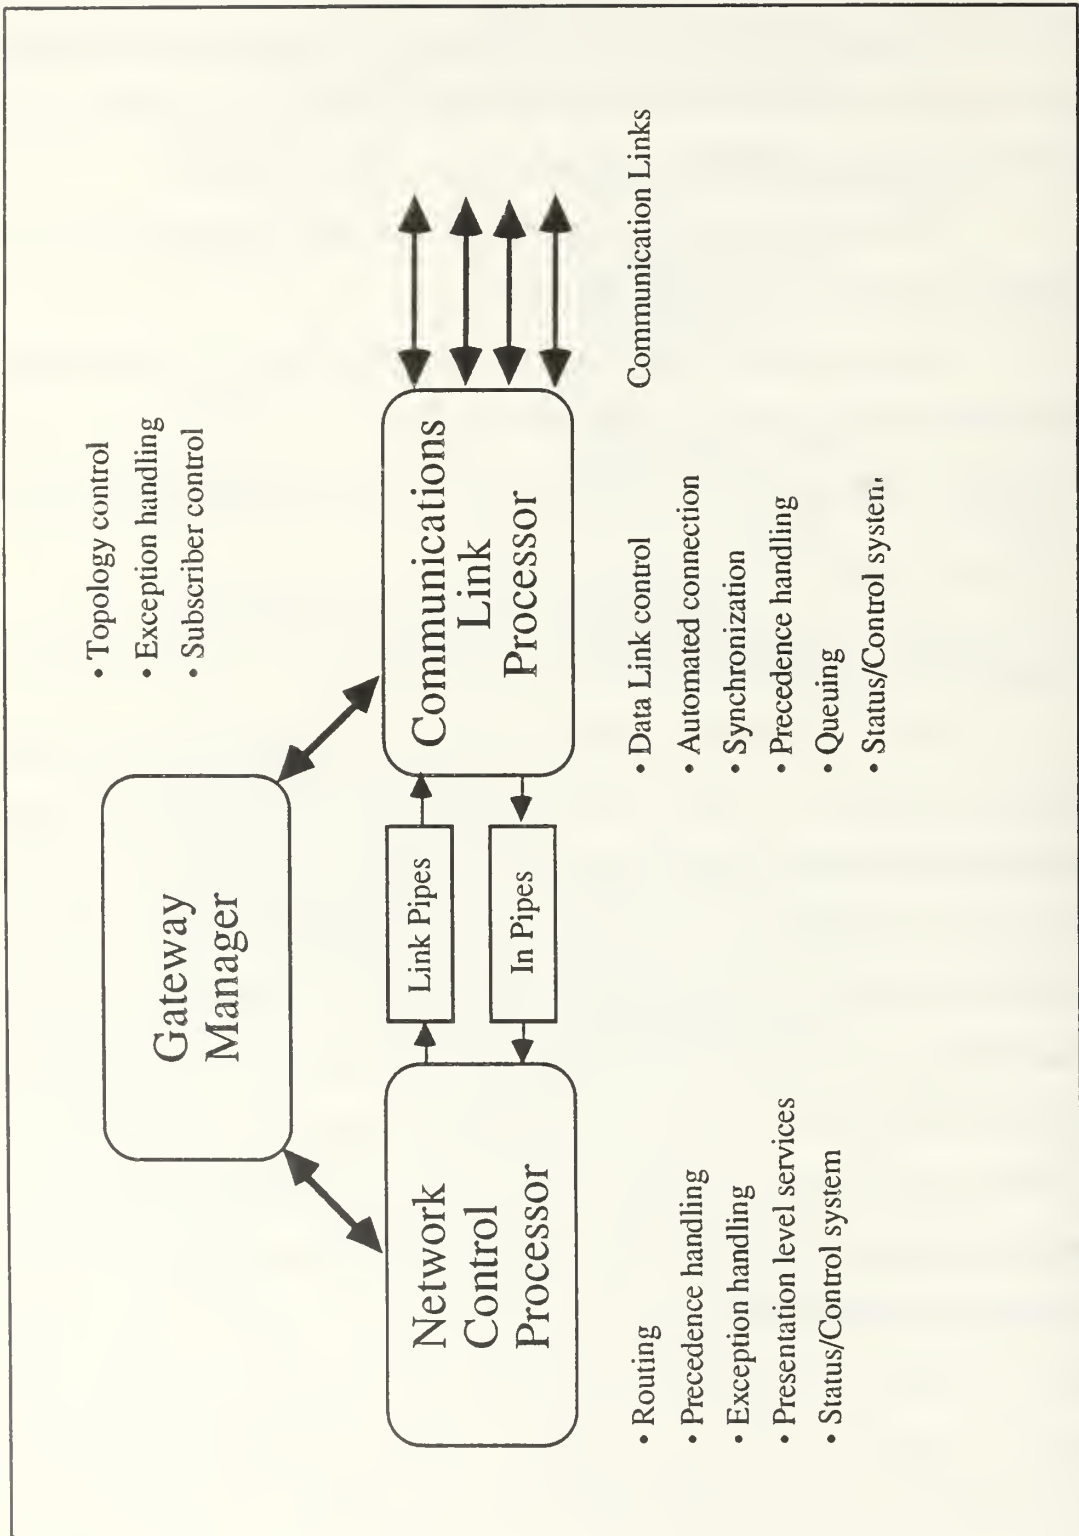 Gateway
Manager
• Topology control
• Exception handling
• Subscriber control
Network
Control
Processor
Link Pipes
In Pipes
Communications
Link
Processor
Communication Links
• Routing
• Precedence handling
• Exception handling
• Presentation level services
• Status/Control system
• Data Link control
• Automated connection
• Synchronization
• Precedence handling
• Queuing
• Status/Control system